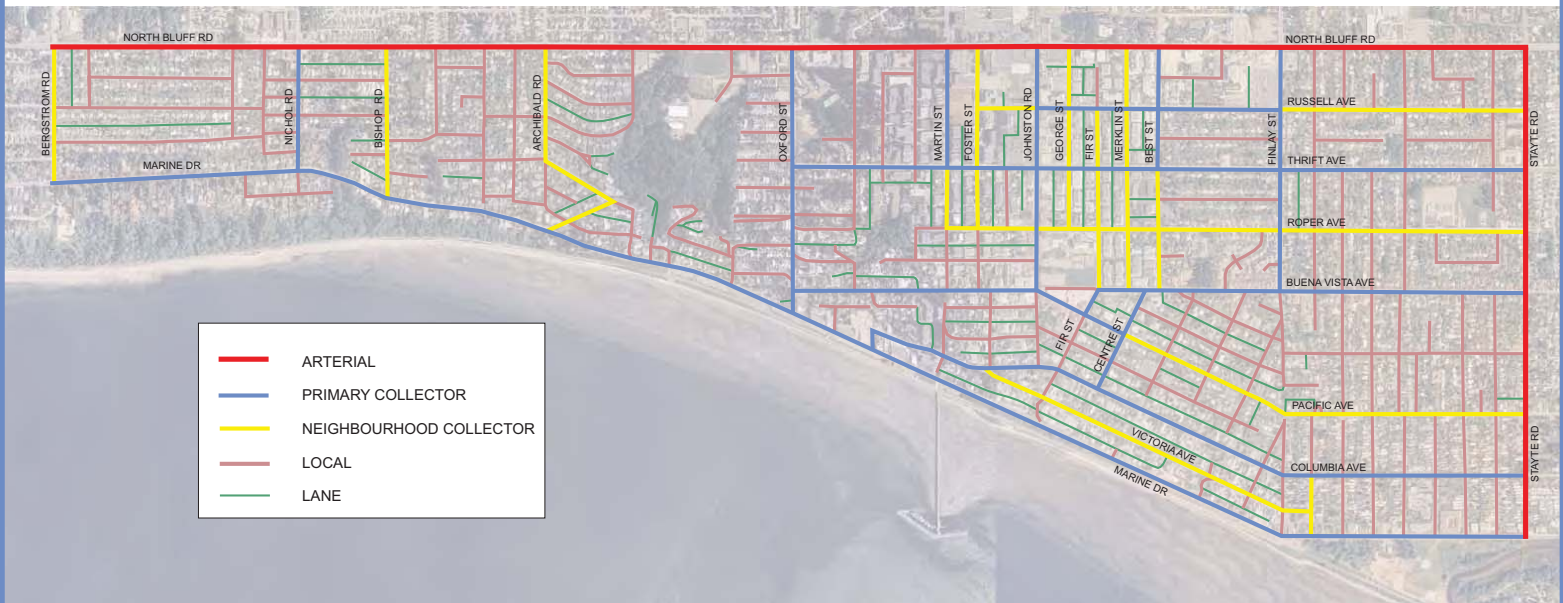 NORTH BLUFF RD
NORTH BLUFF RD
BERGSTROM RD
NICHOL RD
BISHOP RD
ARCHIBALD RD
OXFORD ST
MARTIN ST
FOSTER ST
JOHNSTON RD
GEORGE ST
FIR ST
MERKLIN ST
BEST ST
FINLAY ST
RUSSELL AVE
STAYTE RD
MARINE DR
THRIFT AVE
ROPER AVE
BUENA VISTA AVE
FIR ST
CENTRE ST
PACIFIC AVE
VICTORIA AVE
STAYTE RD
COLUMBIA AVE
MARINE DR
ARTERIAL
PRIMARY COLLECTOR
NEIGHBOURHOOD COLLECTOR
LOCAL
LANE